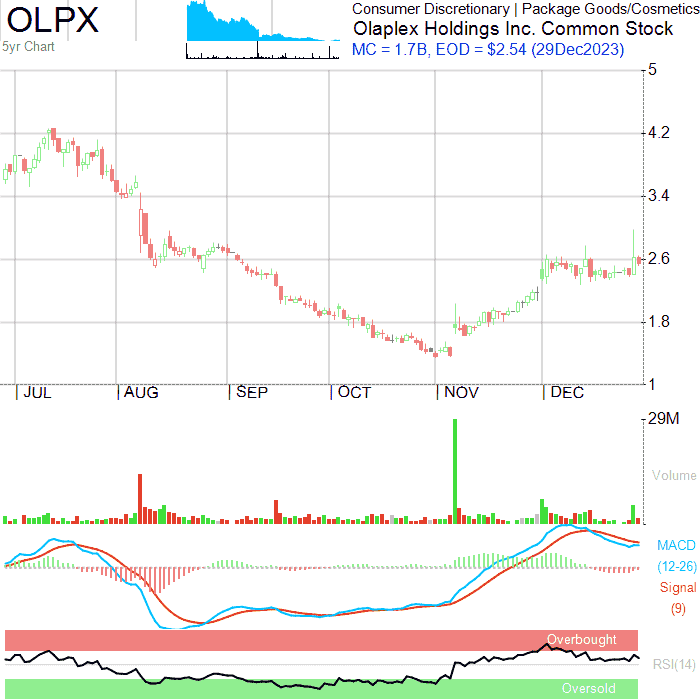 OLPX
5yr Chart
Consumer Discretionary | Package Goods/Cosmetics
Olaplex Holdings Inc. Common Stock
MC = 1.7B, EOD = $2.54 (29Dec2023)
5
4.2
3.4
2.6
1.8
1
| JUL | AUG | SEP | OCT | NOV | DEC
29M
Volume
MACD
(12-26)
Signal
(9)
Overbought
RSI(14)
Oversold